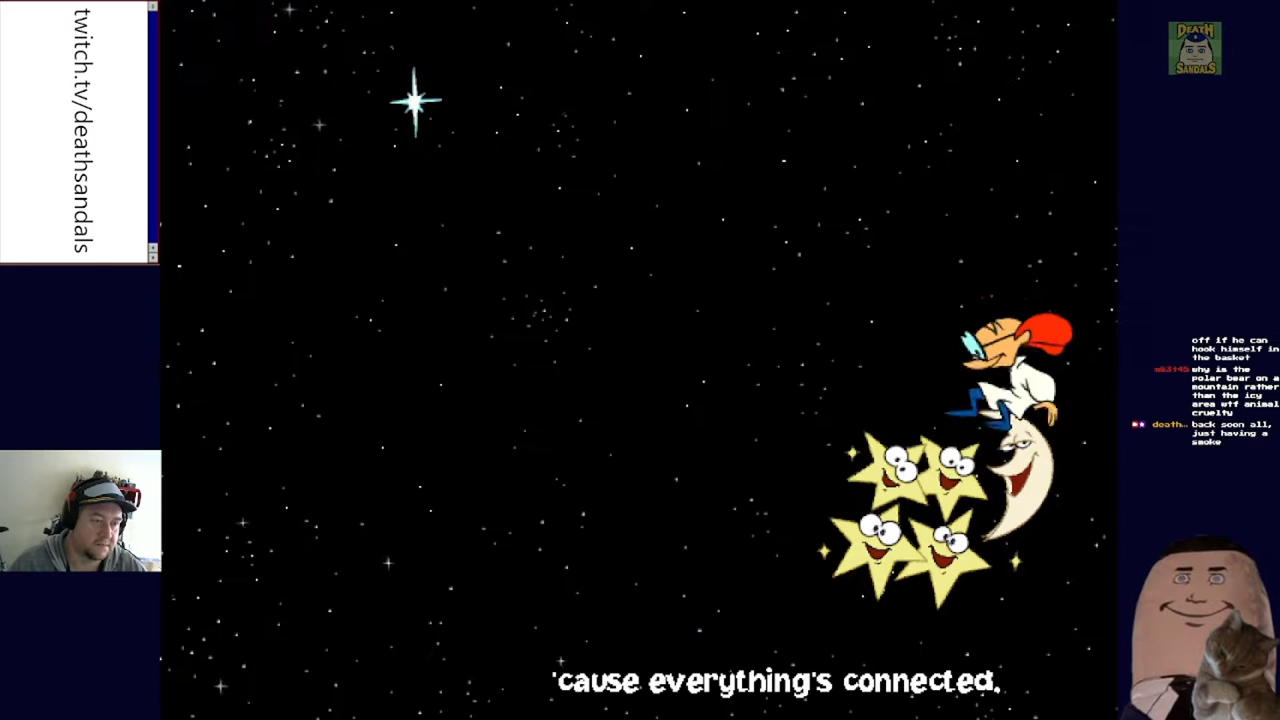 twitch.tv/deathsandals
DEATH
SANDALS
off if he can
hook himself in
the basket
why is the
polar bear on a
mountain rather
than the icy
area wtf animal
cruelty
death… back soon all,
just having a
smoke
'cause everything's connected.